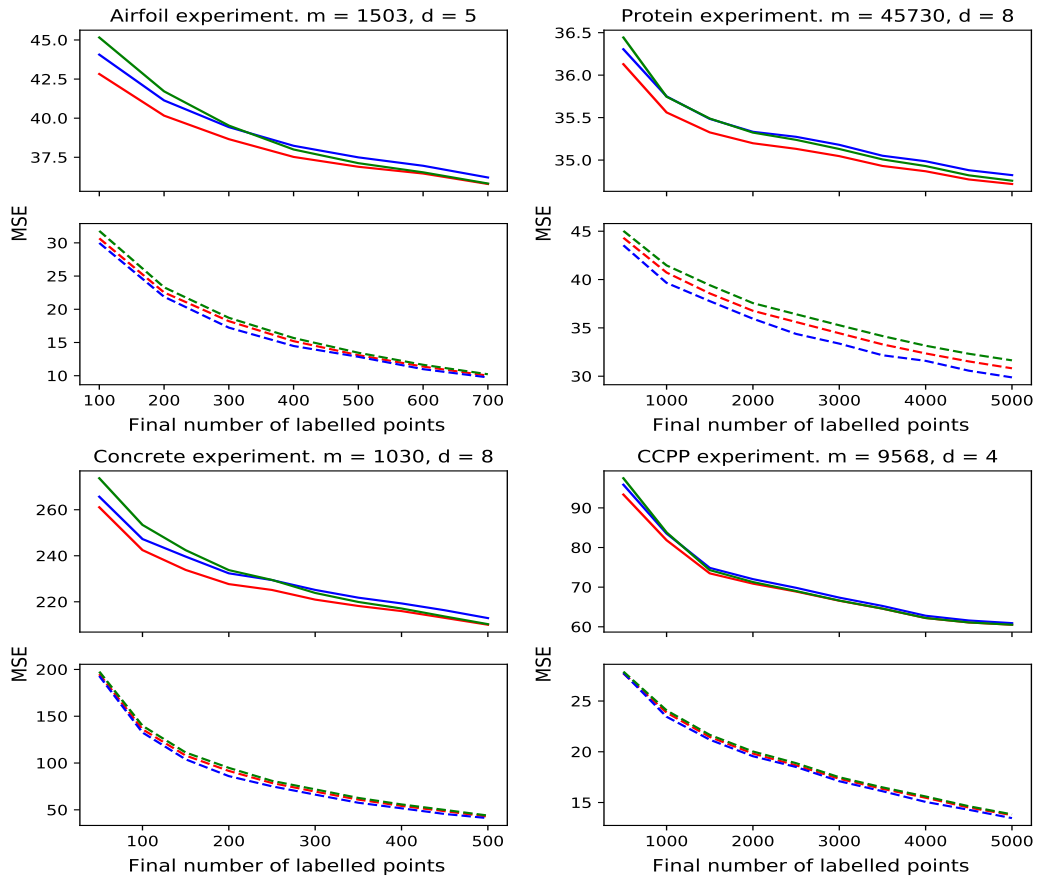 Airfoil experiment. m = 1503, d = 5
45.0
42.5
40.0
37.5
MSE
30
25
20
15
10
100 200 300 400 500 600 700
Final number of labelled points
Protein experiment. m = 45730, d = 8
36.5
36.0
35.5
35.0
MSE
45
40
35
30
1000 2000 3000 4000 5000
Final number of labelled points
Concrete experiment. m = 1030, d = 8
260
240
220
MSE
200
150
100
50
100 200 300 400 500
Final number of labelled points
CCPP experiment. m = 9568, d = 4
90
80
70
60
MSE
25
20
15
1000 2000 3000 4000 5000
Final number of labelled points